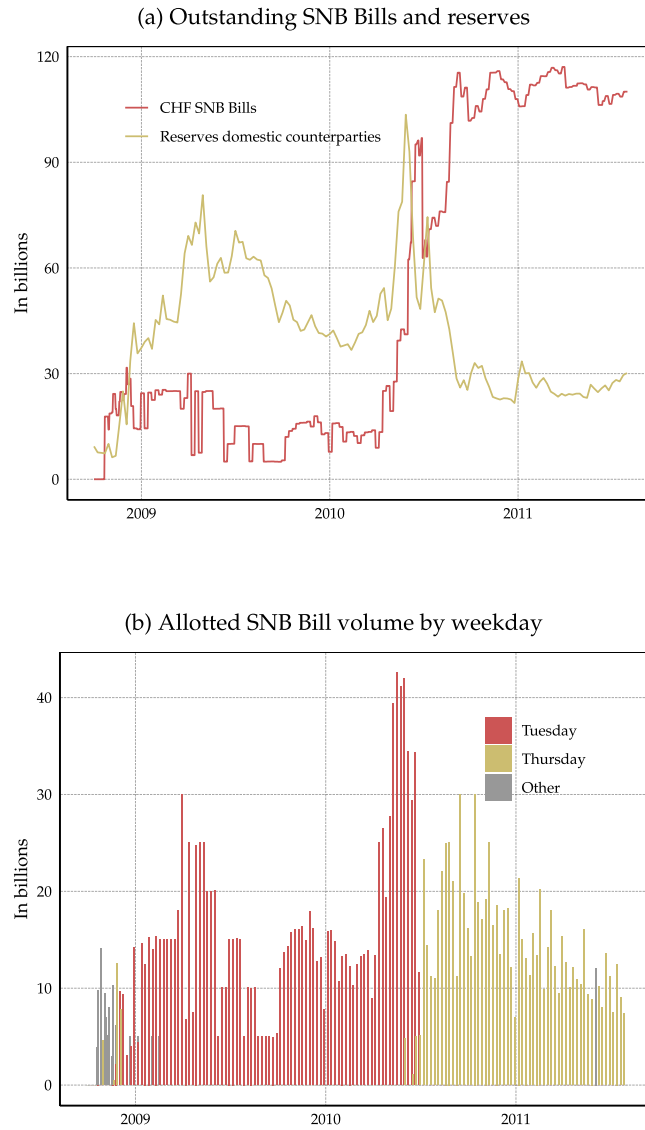 (a) Outstanding SNB Bills and reserves
120
CHF SNB Bills
Reserves domestic counterparties
90
In billions
60
30
0
2009 2010 2011
(b) Allotted SNB Bill volume by weekday
40
Tuesday
Thursday
Other
30
In billions
20
10
0
2009 2010 2011